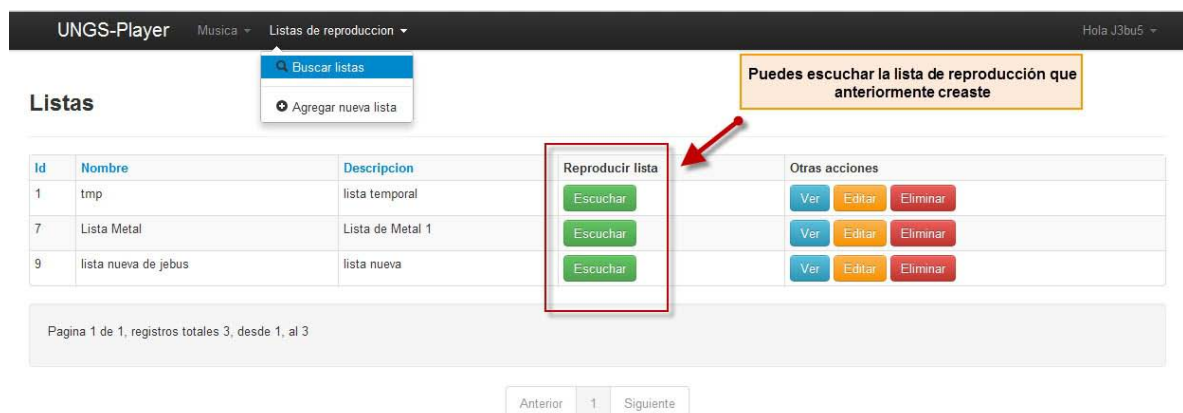 UNGS-Player Musica Listas de reproduccion Hola J3bu5
Buscar listas
Agregar nueva lista
Puedes escuchar la lista de reproducción que
anteriormente creaste
Listas
Id Nombre Descripcion Reproducir lista Otras acciones
1 tmp lista temporal Escuchar Ver Editar Eliminar
7 Lista Metal Lista de Metal 1 Escuchar Ver Editar Eliminar
9 lista nueva de jebus lista nueva Escuchar Ver Editar Eliminar
Pagina 1 de 1, registros totales 3, desde 1, al 3
Anterior 1 Siguiente